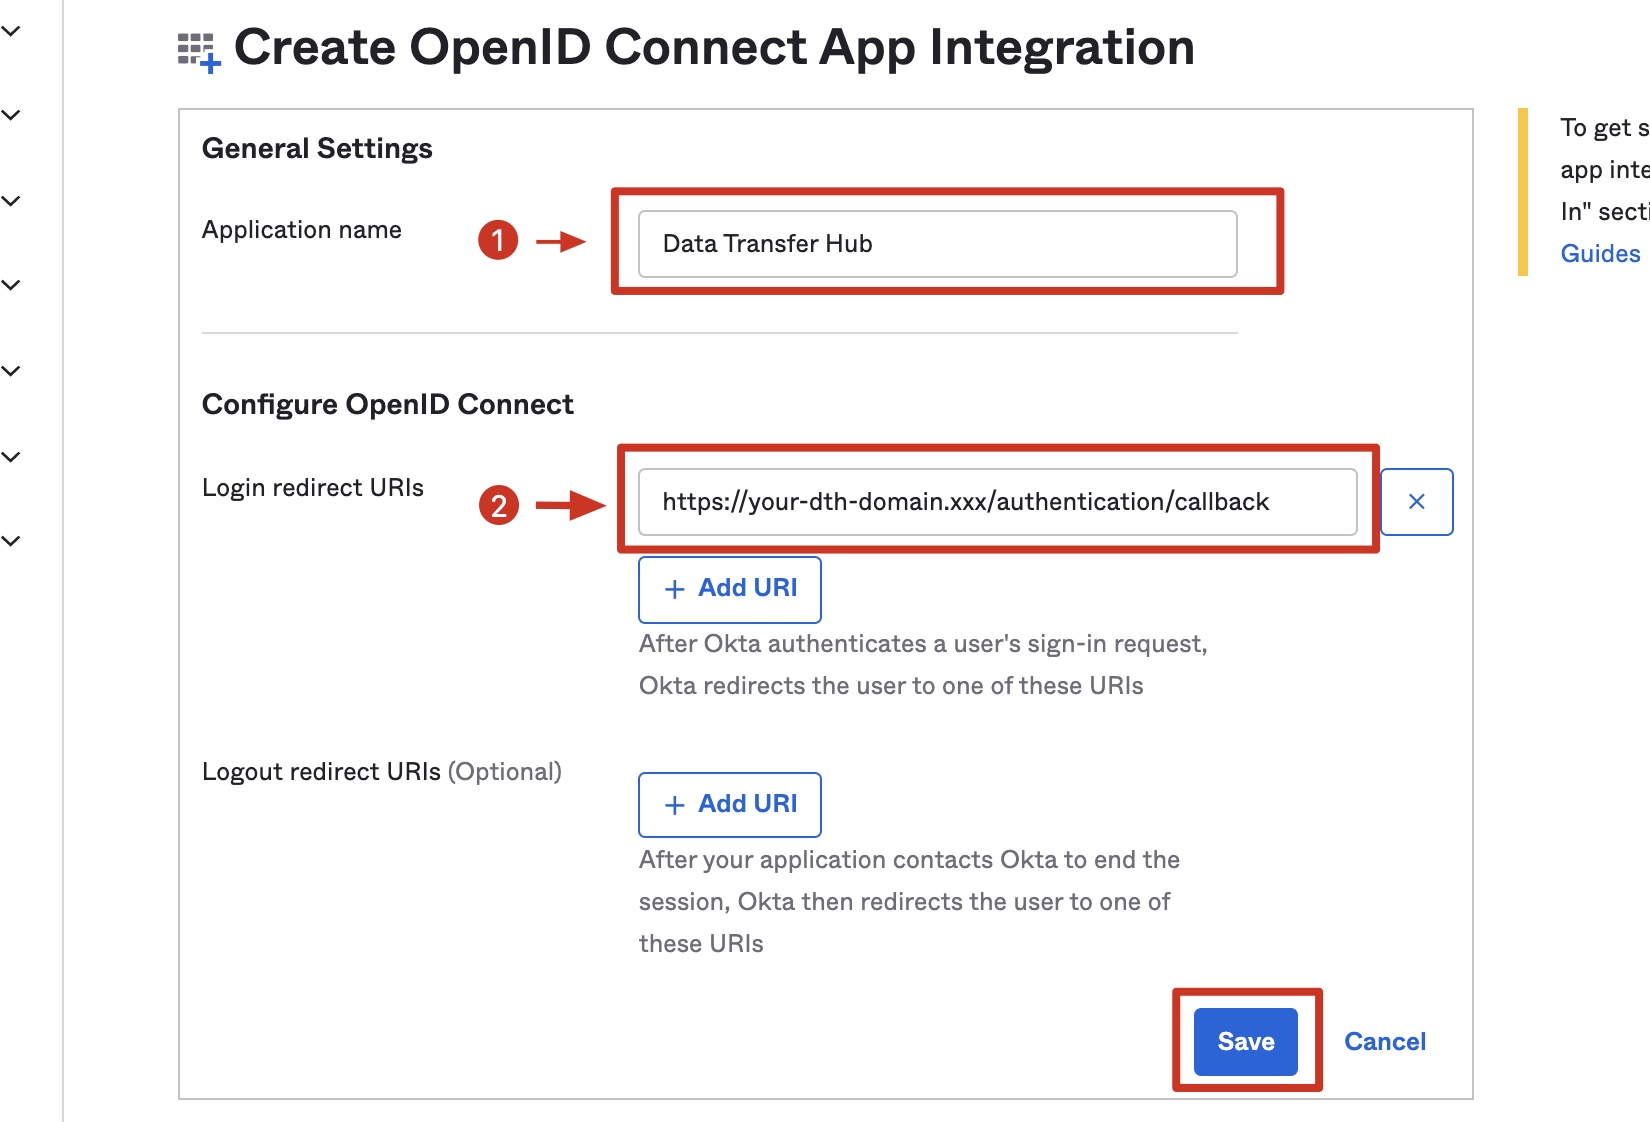 Create OpenID Connect App Integration
General Settings
Application name
1
Data Transfer Hub
Configure OpenID Connect
Login redirect URIs
2
https://your-dth-domain.xxx/authentication/callback
+ Add URI
After Okta authenticates a user's sign-in request,
Okta redirects the user to one of these URIs
Logout redirect URIs (Optional)
+ Add URI
After your application contacts Okta to end the
session, Okta then redirects the user to one of
these URIs
Save
Cancel
To get
app
In"
Guides